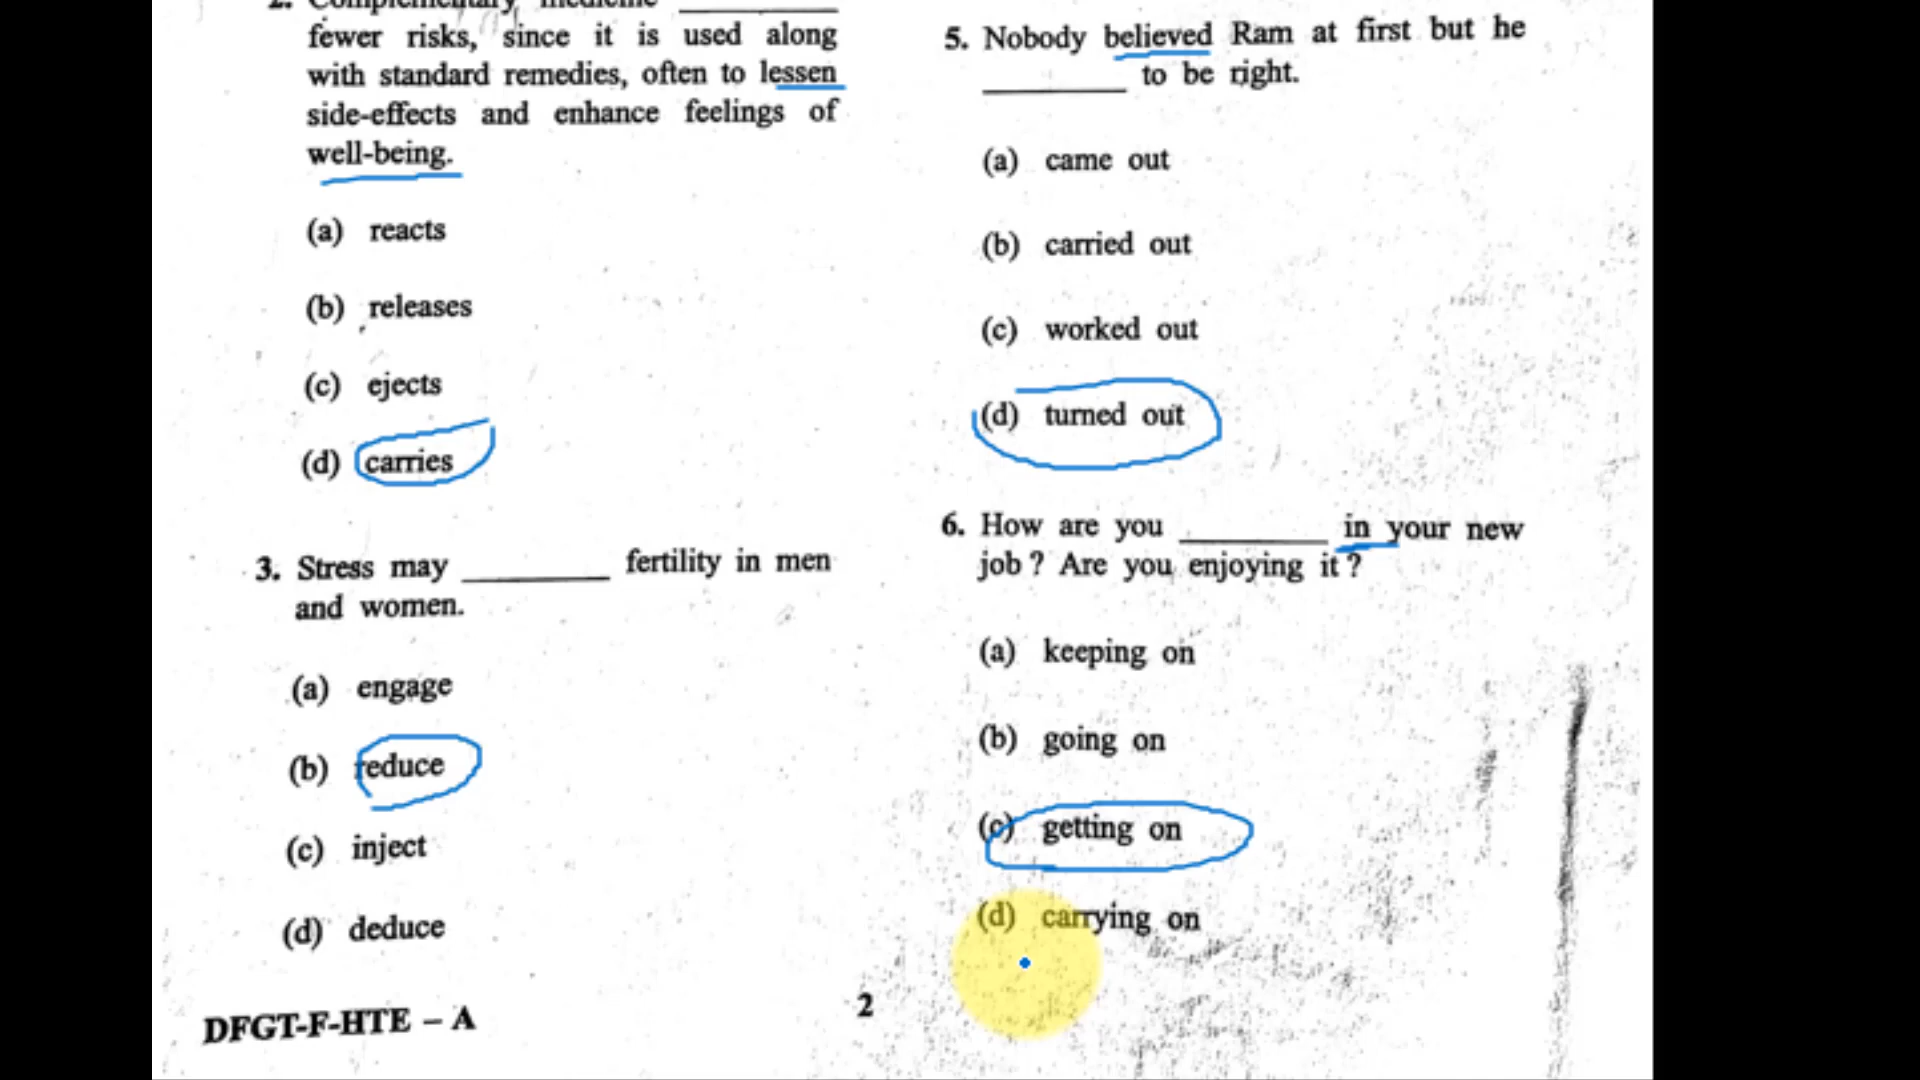 2. Complementary medicine ________
fewer risks, since it is used along
with standard remedies, often to lessen
side-effects and enhance feelings of
well-being.
(a) reacts
(b) releases
(c) ejects
(d) carries
3. Stress may ________ fertility in men
and women.
(a) engage
(b) reduce
(c) inject
(d) deduce
DFGT-F-HTE – A
5. Nobody believed Ram at first but he
________ to be right.
(a) came out
(b) carried out
(c) worked out
(d) turned out
6. How are you ________ in your new
job ? Are you enjoying it ?
(a) keeping on
(b) going on
(c) getting on
(d) carrying on
2